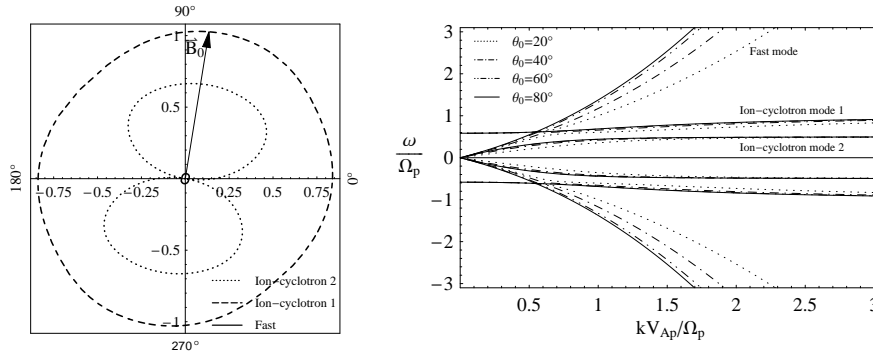 90°
1
B⃗0
0.5
180°
−0.75
−0.5
−0.25
0
0.25
0.5
0.75
0°
−0.5
−1
Ion−cyclotron 2
Ion−cyclotron 1
Fast
270°
3
2
1
0
−1
−2
−3
ω/Ωp
θ0=20°
θ0=40°
θ0=60°
θ0=80°
Fast mode
Ion−cyclotron mode 1
Ion−cyclotron mode 2
0.5
1
1.5
2
2.5
3
kVAp/Ωp